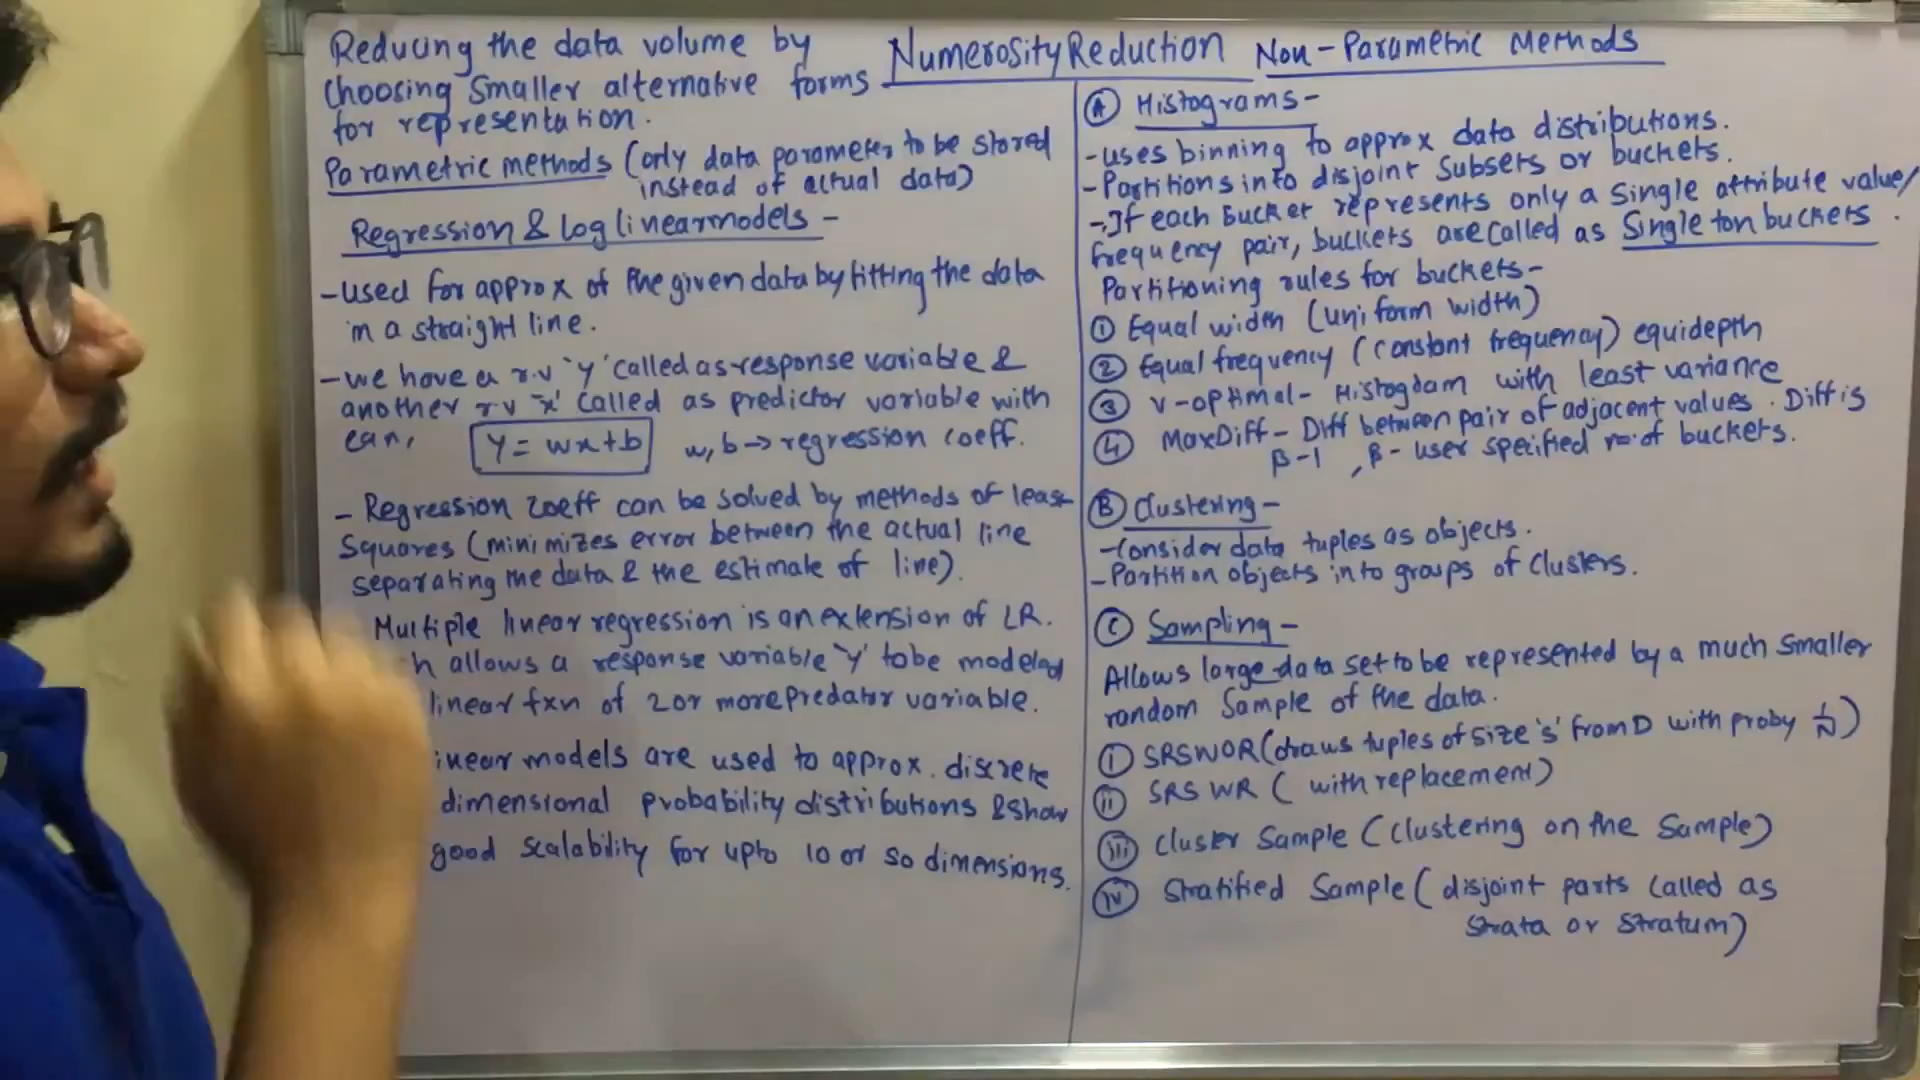 Numerosity Reduction
Reducing the data volume by
choosing smaller alternative forms
for representation.
Parametric methods (only data parameters to be stored
instead of actual data)
Regression & log linear models -
- used for approx of the given data by fitting the data
in a straight line.
- we have a r.v 'y' called as response variable &
another r v 'x' called as predictor variable with
eqn,
Y = wx+b
w, b → regression coeff.
- Regression coeff can be solved by methods of least
squares (minimizes error between the actual line
separating the data & the estimate of line).
Multiple linear regression is an extension of LR.
h allows a response variable 'Y' to be modeled
linear fxn of 2 or more predator variable.
inear models are used to approx. discrete
dimensional probability distributions & show
good scalability for upto 10 or so dimensions.
Non-Parametric Methods
A Histograms -
- uses binning to approx data distributions.
- Partitions into disjoint subsets or buckets.
- If each Bucket represents only a single attribute value/
frequency pair, buckets are called as Singleton buckets.
Partitioning rules for buckets -
1 Equal width (uniform width)
2 Equal frequency (constant frequency) equidepth
3 V-optimal - Histogdam with least variance
4 MaxDiff - Diff between pair of adjacent values. Diff is
β-1 , β - user specified no. of buckets.
B Clustering -
- Consider data tuples as objects.
- Partition objects into groups of clusters.
C Sampling -
Allows large data set to be represented by a much smaller
random sample of the data.
i SRSWOR (draws tuples of size 's' from D with proby 1/N)
ii SRS WR ( with replacement)
iii Cluster Sample (clustering on the sample)
iv Stratified Sample ( disjoint parts called as
Strata or Stratum)